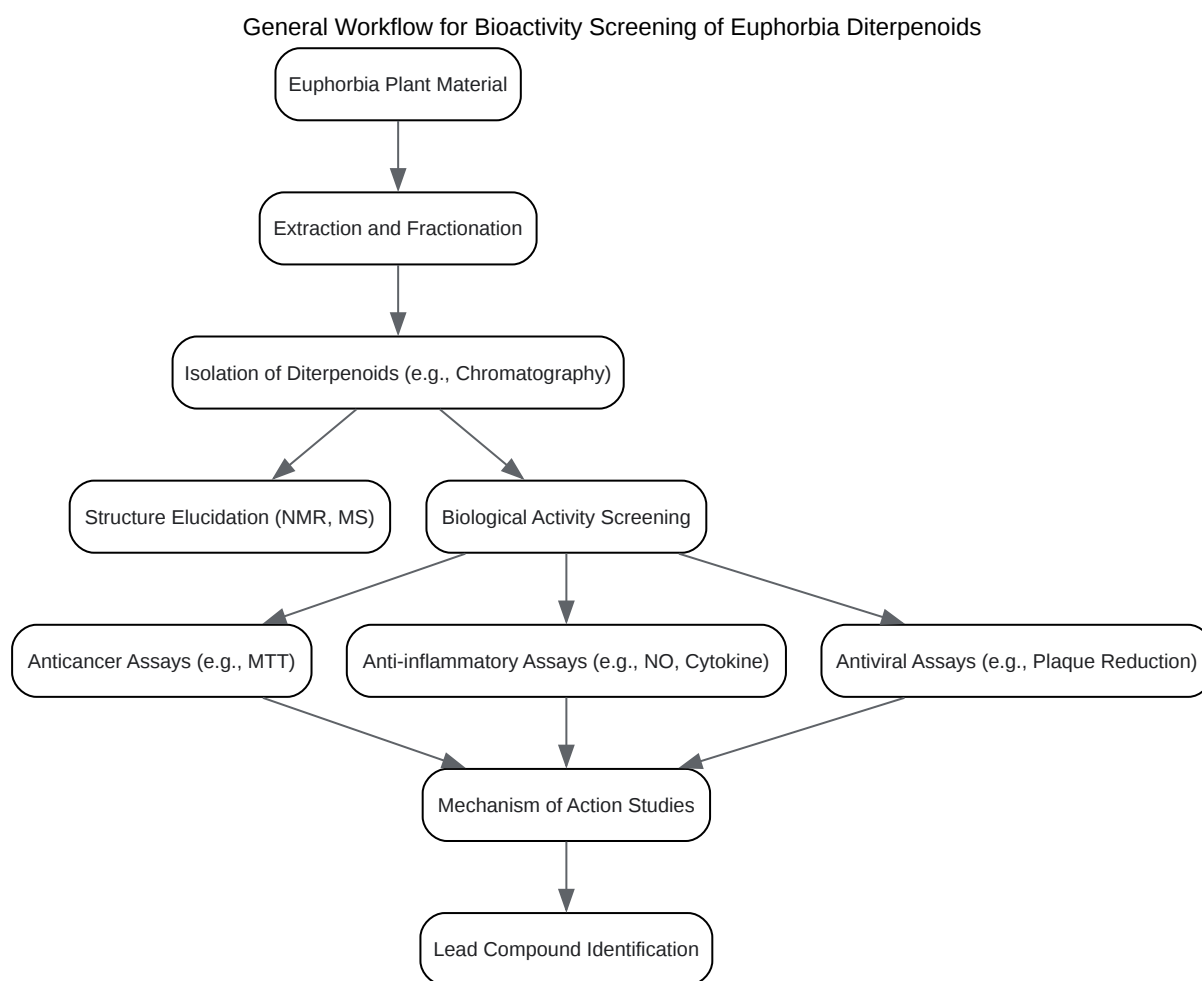 General Workflow for Bioactivity Screening of Euphorbia Diterpenoids
Euphorbia Plant Material
Extraction and Fractionation
Isolation of Diterpenoids (e.g., Chromatography)
Structure Elucidation (NMR, MS)
Biological Activity Screening
Anticancer Assays (e.g., MTT)
Anti-inflammatory Assays (e.g., NO, Cytokine)
Antiviral Assays (e.g., Plaque Reduction)
Mechanism of Action Studies
Lead Compound Identification